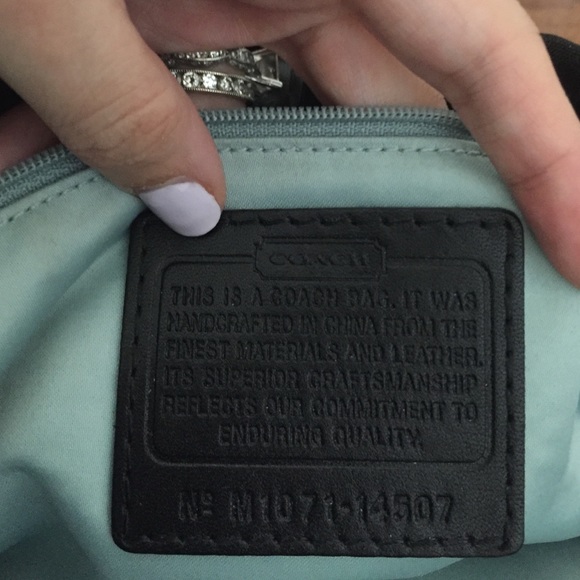 COACH
THIS IS A COACH BAG. IT WAS
HANDCRAFTED IN CHINA FROM THE
FINEST MATERIALS AND LEATHER.
ITS SUPERIOR CRAFTSMANSHIP
REFLECTS OUR COMMITMENT TO
ENDURING QUALITY.
Nº M1071-14507